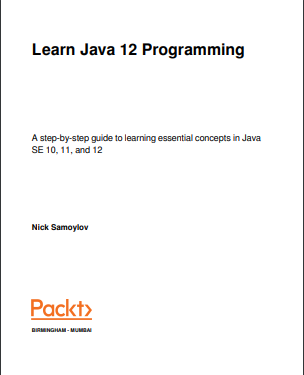 Learn Java 12 Programming
A step-by-step guide to learning essential concepts in Java
SE 10, 11, and 12
Nick Samoylov
Packt>
BIRMINGHAM - MUMBAI